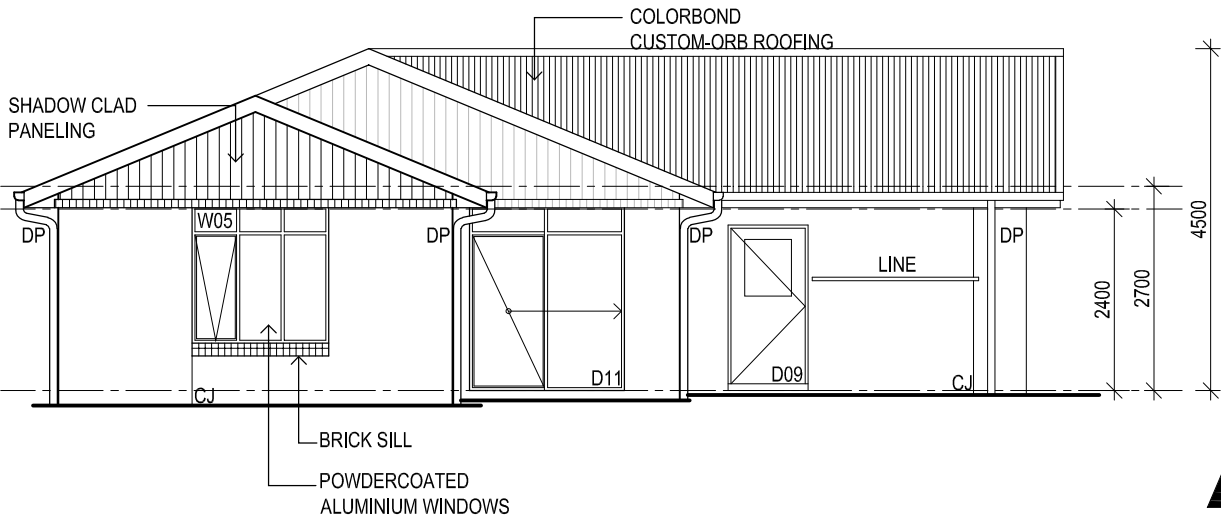 COLORBOND
CUSTOM-ORB ROOFING
SHADOW CLAD
PANELING
DP
W05
DP
DP
LINE
DP
2400
2700
4500
D11
D09
CJ
CJ
BRICK SILL
POWDERCOATED
ALUMINIUM WINDOWS